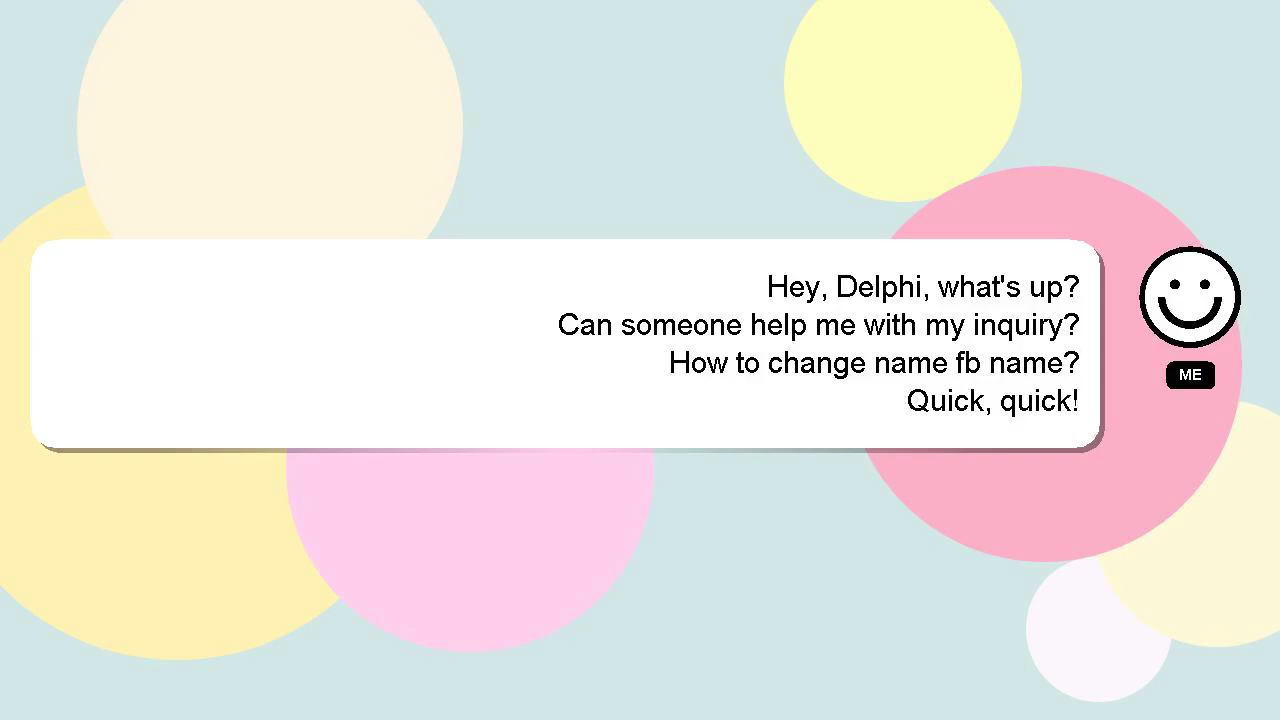 Hey, Delphi, what's up?
Can someone help me with my inquiry?
How to change name fb name?
Quick, quick!
ME